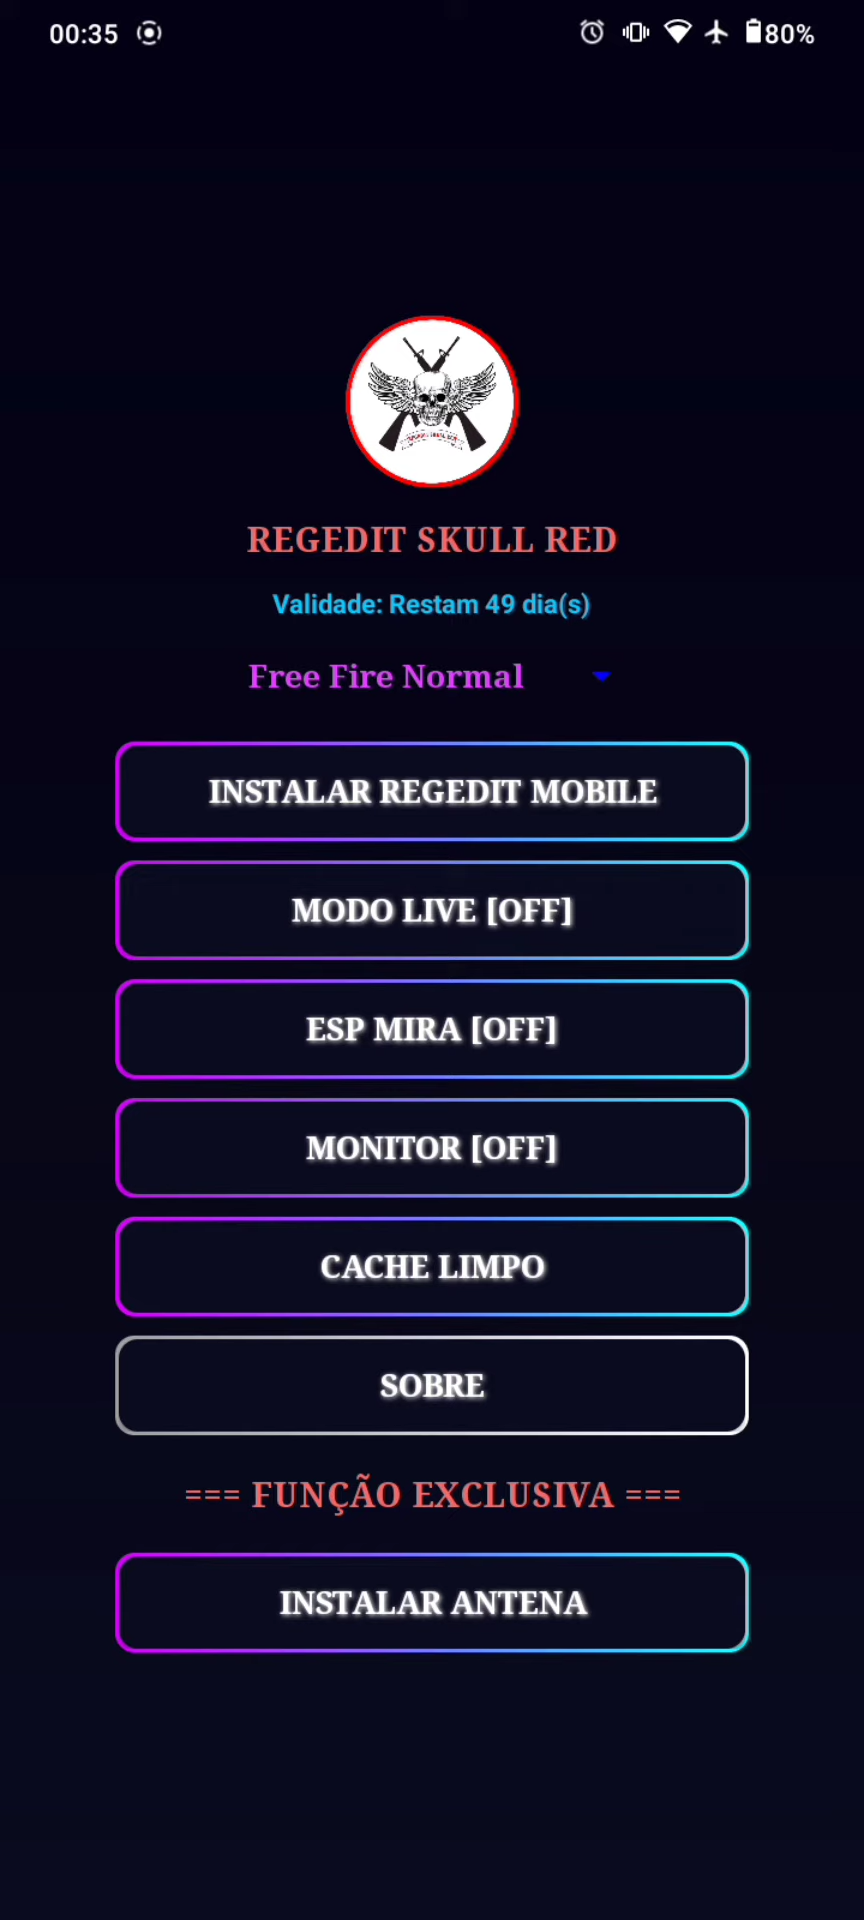 00:35
80%
REGEDIT SKULL RED
Validade: Restam 49 dia(s)
Free Fire Normal
INSTALAR REGEDIT MOBILE
MODO LIVE [OFF]
ESP MIRA [OFF]
MONITOR [OFF]
CACHE LIMPO
SOBRE
=== FUNÇÃO EXCLUSIVA ===
INSTALAR ANTENA